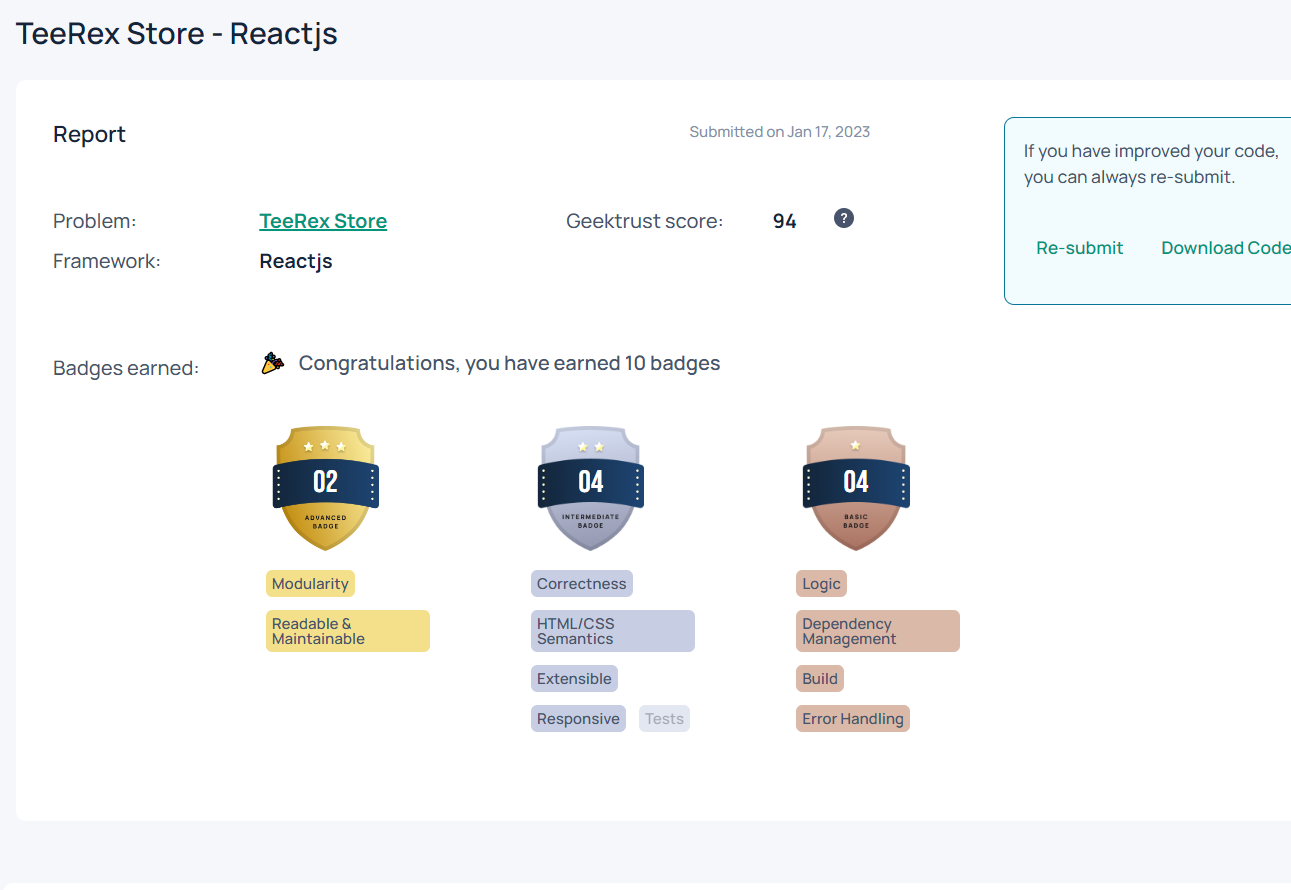 TeeRex Store - Reactjs
Report
Submitted on Jan 17, 2023
If you have improved your code,
you can always re-submit.
Problem:
TeeRex Store
Geektrust score:
94
?
Framework:
Reactjs
Re-submit
Download Code
Badges earned:
Congratulations, you have earned 10 badges
02
ADVANCED
BADGE
04
INTERMEDIATE
BADGE
04
BASIC
BADGE
Modularity
Readable &
Maintainable
Correctness
HTML/CSS
Semantics
Extensible
Responsive
Tests
Logic
Dependency
Management
Build
Error Handling